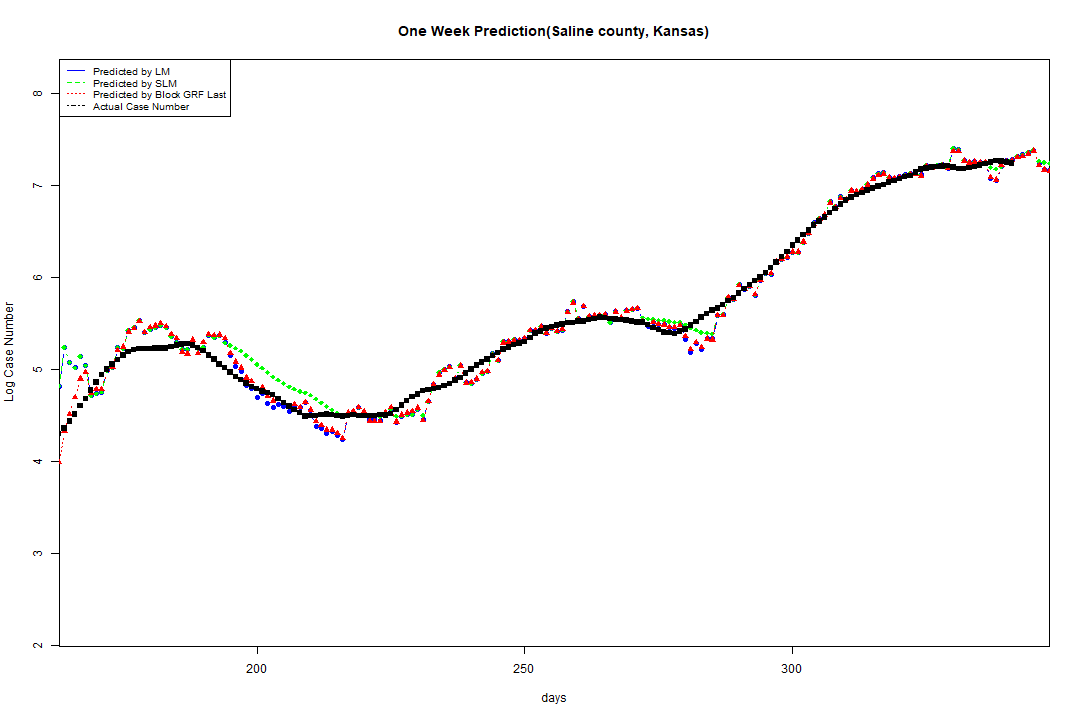 One Week Prediction(Saline county, Kansas)
Predicted by LM
Predicted by SLM
Predicted by Block GRF Last
Actual Case Number
8
7
6
5
4
3
2
Log Case Number
200 250 300
days